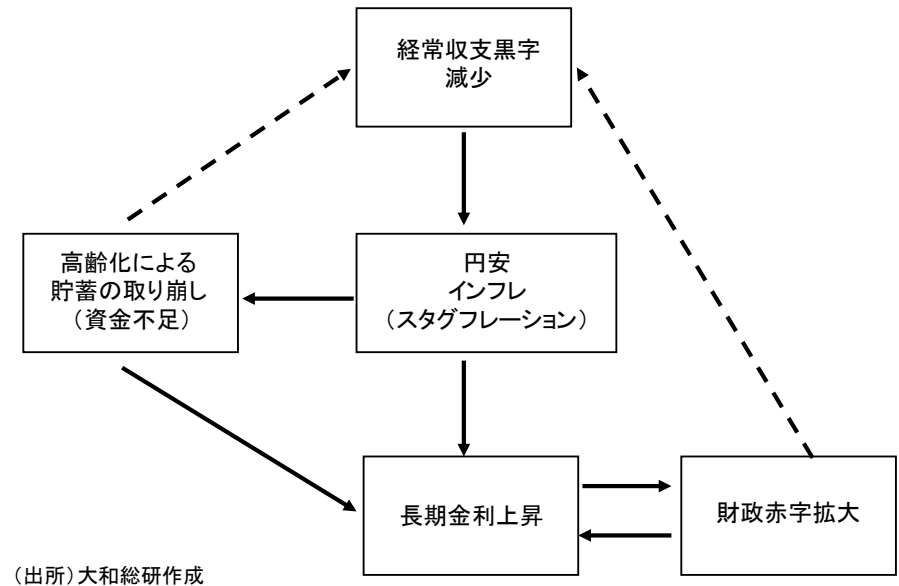 経常収支黒字
減少
高齢化による
貯蓄の取り崩し
（資金不足）
円安
インフレ
（スタグフレーション）
長期金利上昇
財政赤字拡大
（出所）大和総研作成